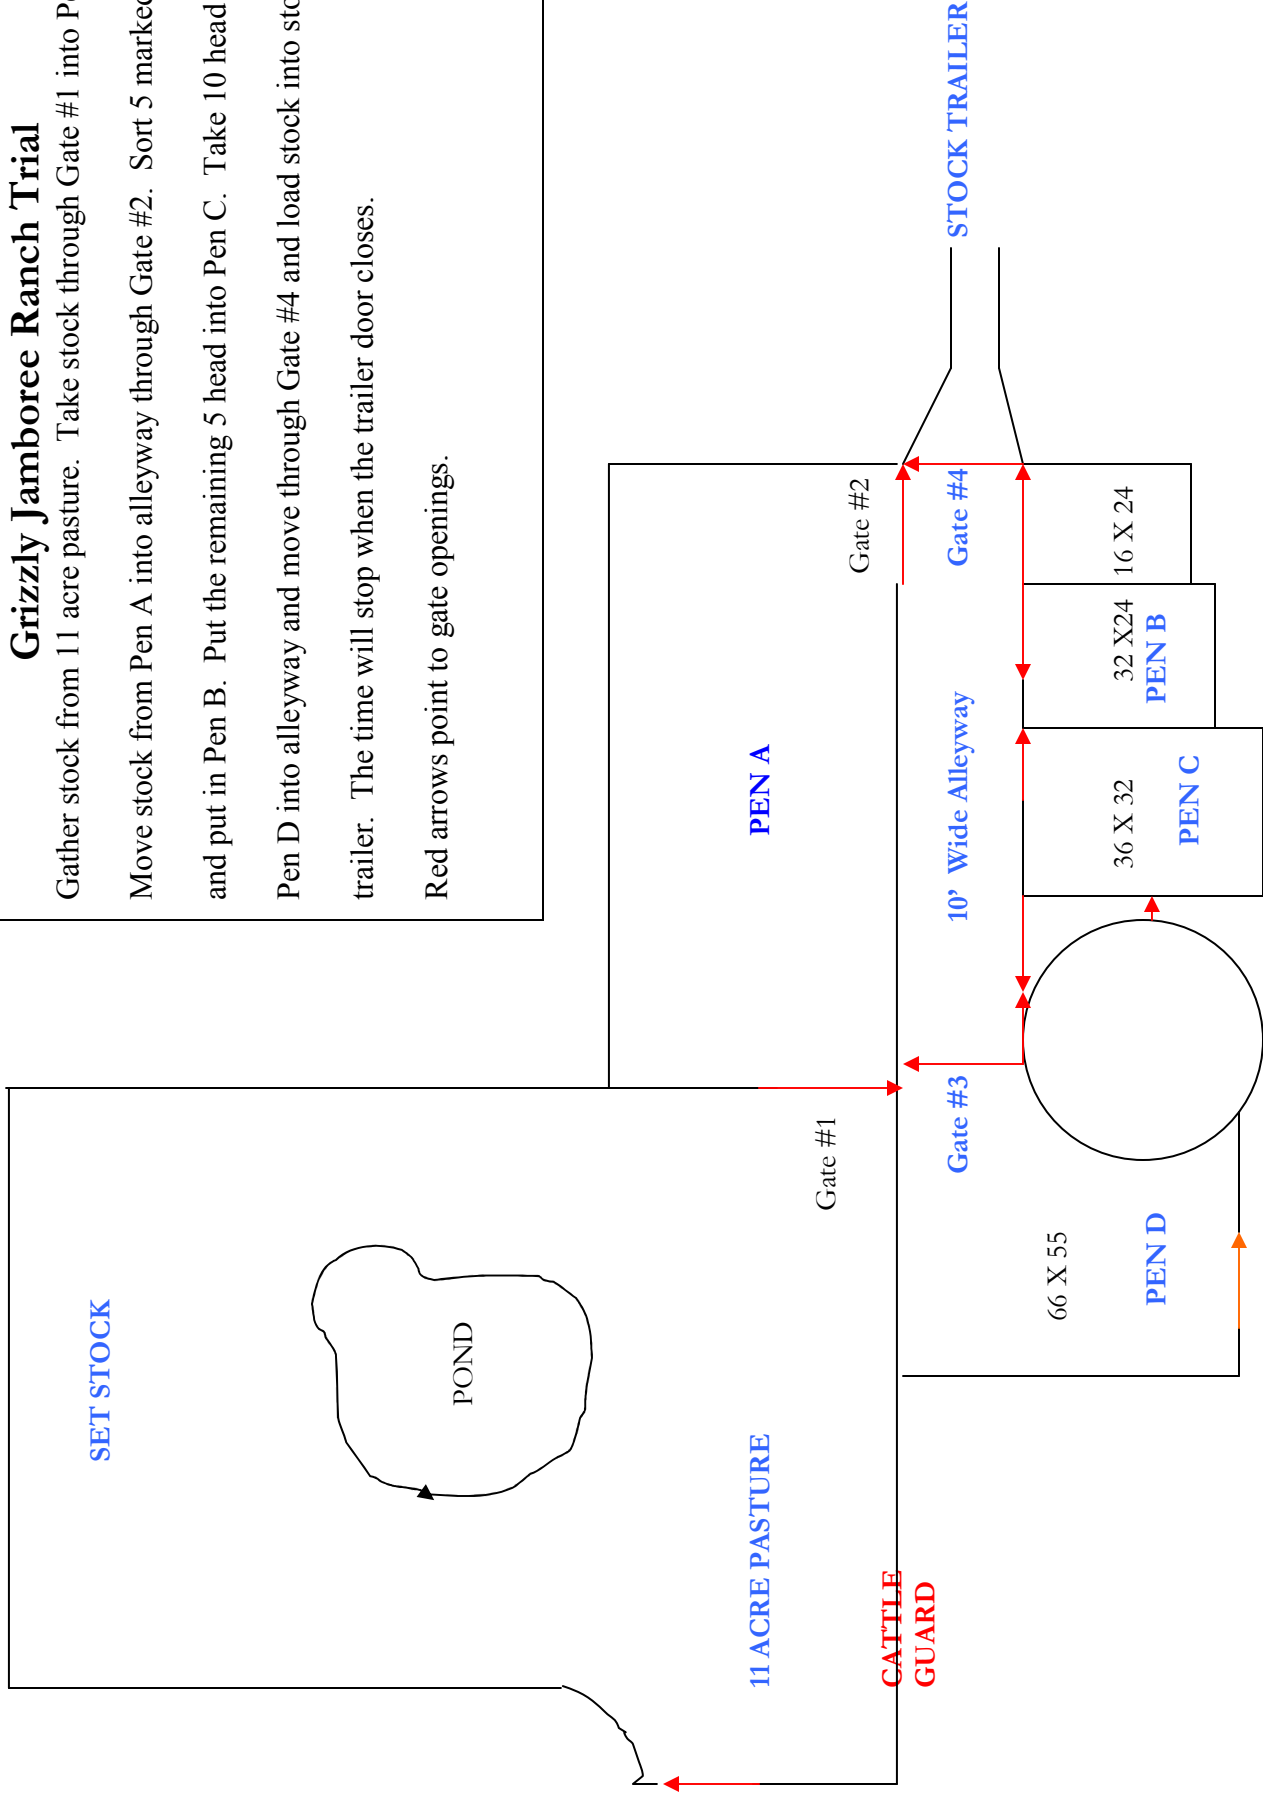 Grizzly Jamboree Ranch Trial
Gather stock from 11 acre pasture. Take stock through Gate #1 into
Move stock from Pen A into alleyway through Gate #2. Sort 5 marked
and put in Pen B. Put the remaining 5 head into Pen C. Take 10 head
Pen D into alleyway and move through Gate #4 and load stock into
trailer. The time will stop when the trailer door closes.
Red arrows point to gate openings.
SET STOCK
POND
11 ACRE PASTURE
CATTLE
GUARD
Gate #1
PEN A
Gate #2
Gate #3
10' Wide Alleyway
Gate #4
STOCK TRAILER
66 X 55
PEN D
36 X 32
PEN C
32 X24
PEN B
16 X 24